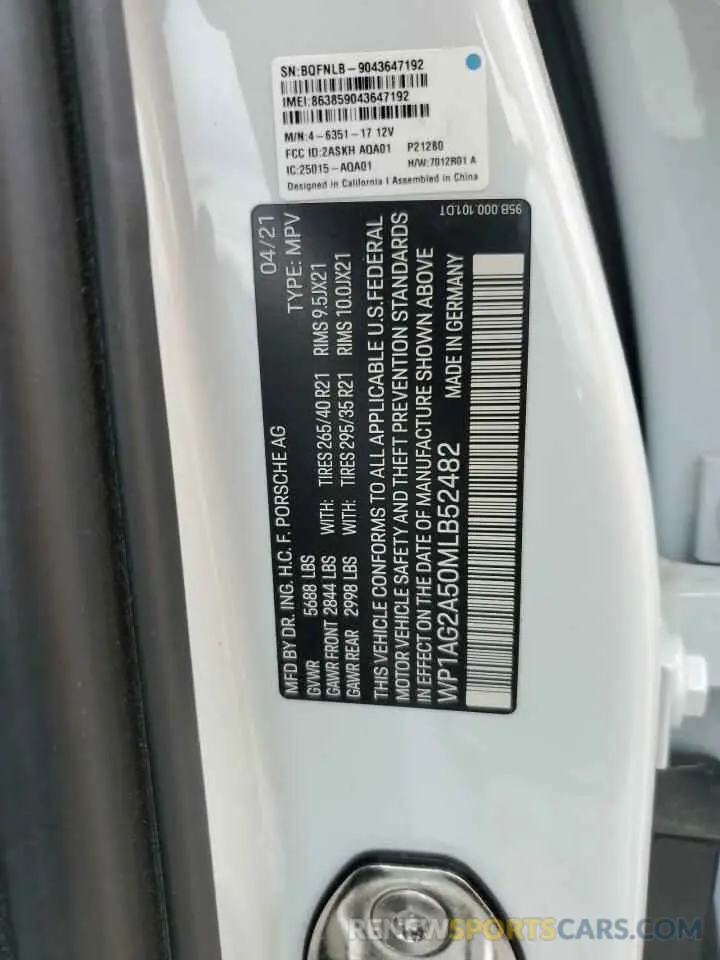 SN:BQFNLB-9043647192
IMEI:863859043647192
M/N:4-6351-17 12V
FCC ID:2ASKH AQA01 P21280
IC:25015-AQA01 H/W:7012R01 A
Designed in California I Assembled in China
95B.000.101.DT
MFD BY DR. ING. H.C. F. PORSCHE AG 04/21
GVWR 5688 LBS WITH: TIRES 265/40 R21 RIMS 9.5JX21 TYPE: MPV
GAWR FRONT 2844 LBS WITH: TIRES 295/35 R21 RIMS 10.0JX21
GAWR REAR 2998 LBS
THIS VEHICLE CONFORMS TO ALL APPLICABLE U.S.FEDERAL
MOTOR VEHICLE SAFETY AND THEFT PREVENTION STANDARDS
IN EFFECT ON THE DATE OF MANUFACTURE SHOWN ABOVE
WP1AG2A50MLB52482 MADE IN GERMANY
RENEWSPORTSCARS.COM